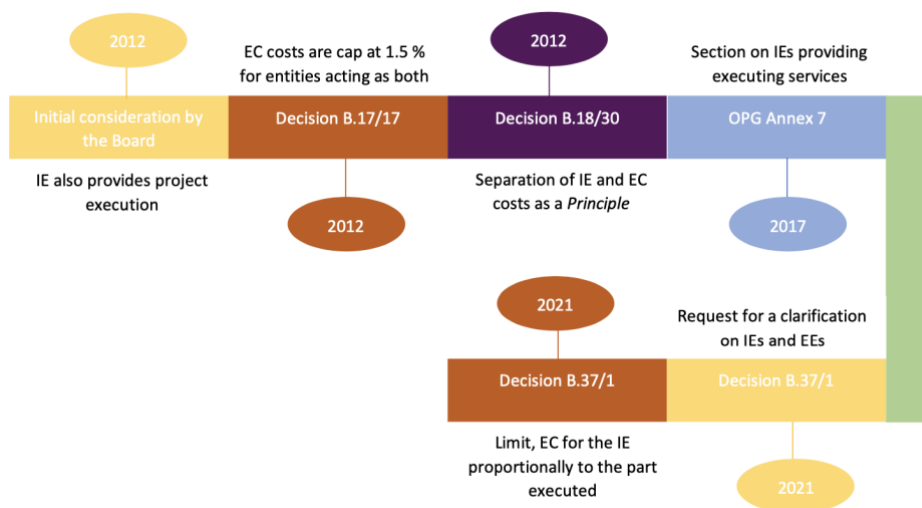 2012
EC costs are cap at 1.5 %
for entities acting as both
2012
Section on IEs providing
executing services
Initial consideration by
the Board
Decision B.17/17
Decision B.18/30
OPG Annex 7
IE also provides project
execution
2012
Separation of IE and EC
costs as a Principle
2017
2021
Request for a clarification
on IEs and EEs
Decision B.37/1
Decision B.37/1
Limit, EC for the IE
proportionally to the part
executed
2021